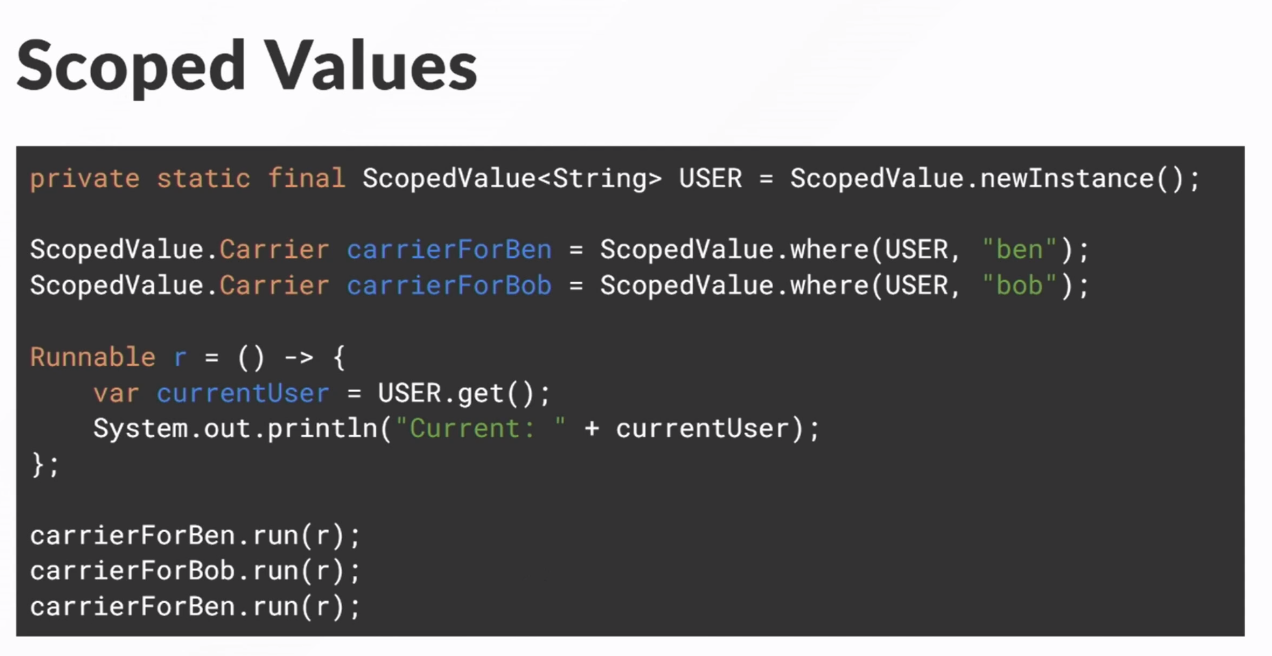 Scoped Values
private static final ScopedValue<String> USER = ScopedValue.newInstance();
ScopedValue.Carrier carrierForBen = ScopedValue.where(USER, "ben");
ScopedValue.Carrier carrierForBob = ScopedValue.where(USER, "bob");
Runnable r = () -> {
    var currentUser = USER.get();
    System.out.println("Current: " + currentUser);
};
carrierForBen.run(r);
carrierForBob.run(r);
carrierForBen.run(r);